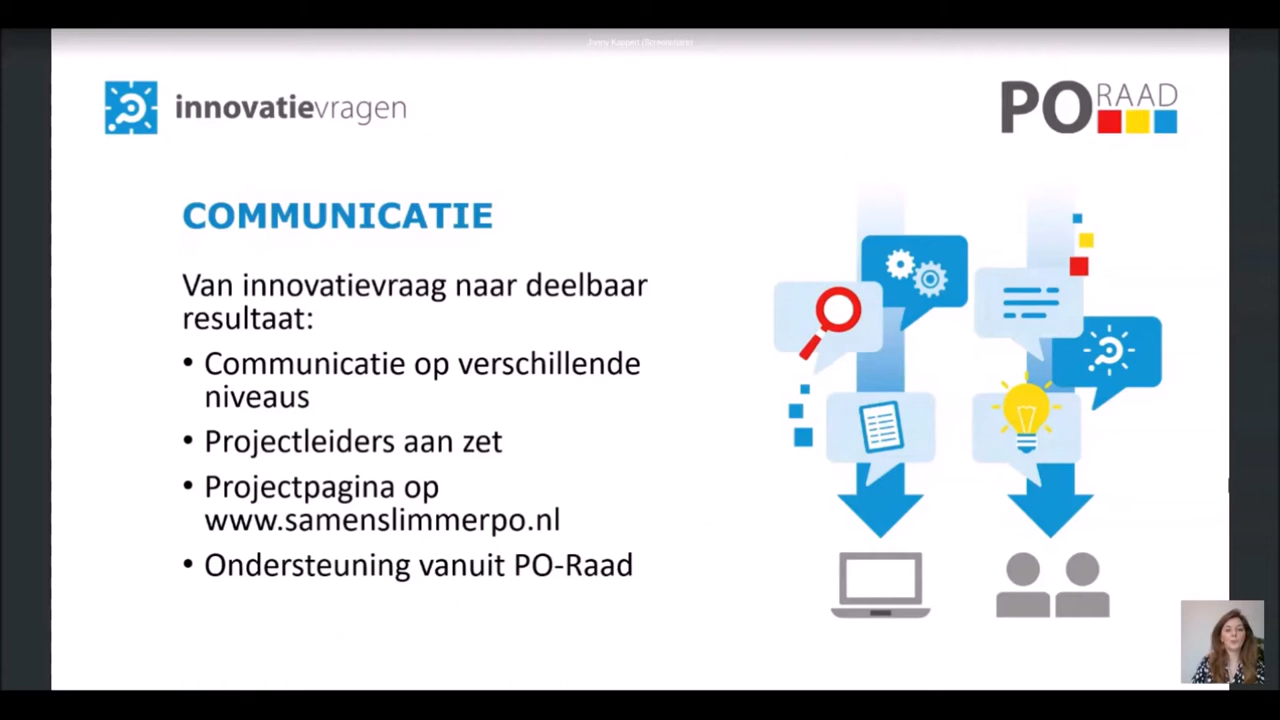 innovatievragen
PO RAAD
COMMUNICATIE
Van innovatievraag naar deelbaar
resultaat:
• Communicatie op verschillende
niveaus
• Projectleiders aan zet
• Projectpagina op
www.samenslimmerpo.nl
• Ondersteuning vanuit PO-Raad